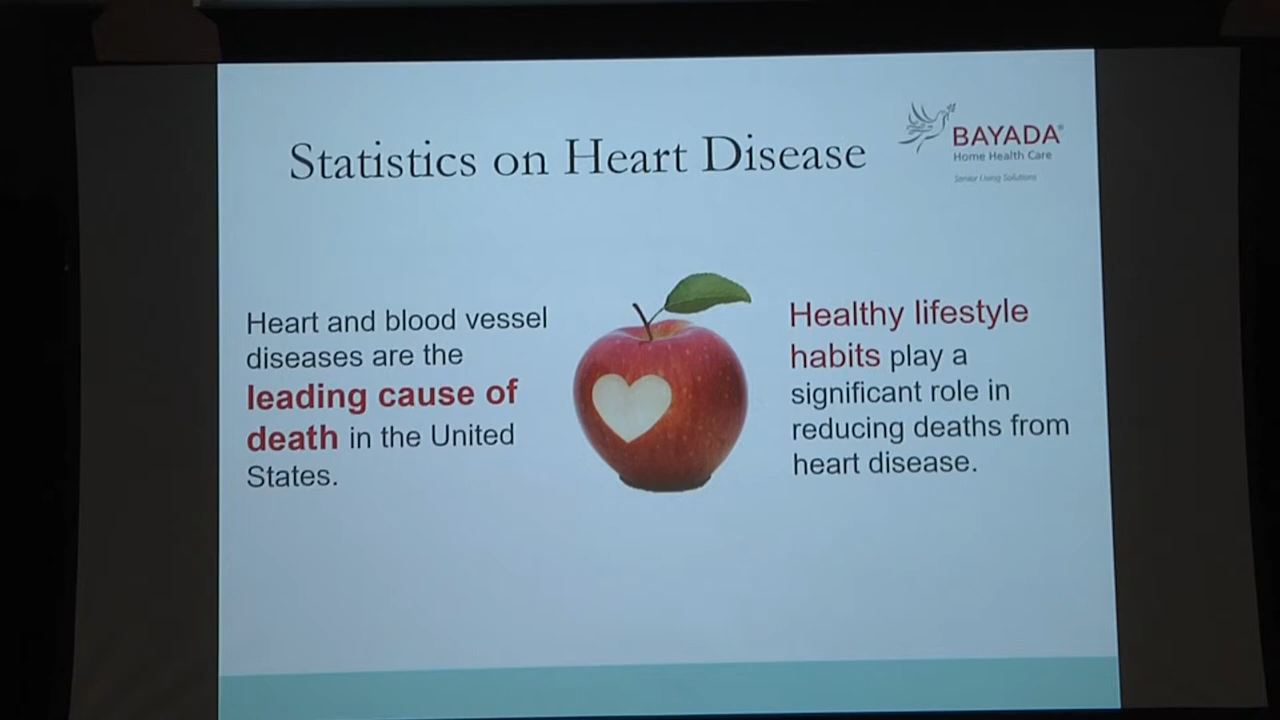 Statistics on Heart Disease
BAYADA
Home Health Care
Senior Living Solutions
Heart and blood vessel
diseases are the
leading cause of
death in the United
States.
Healthy lifestyle
habits play a
significant role in
reducing deaths from
heart disease.